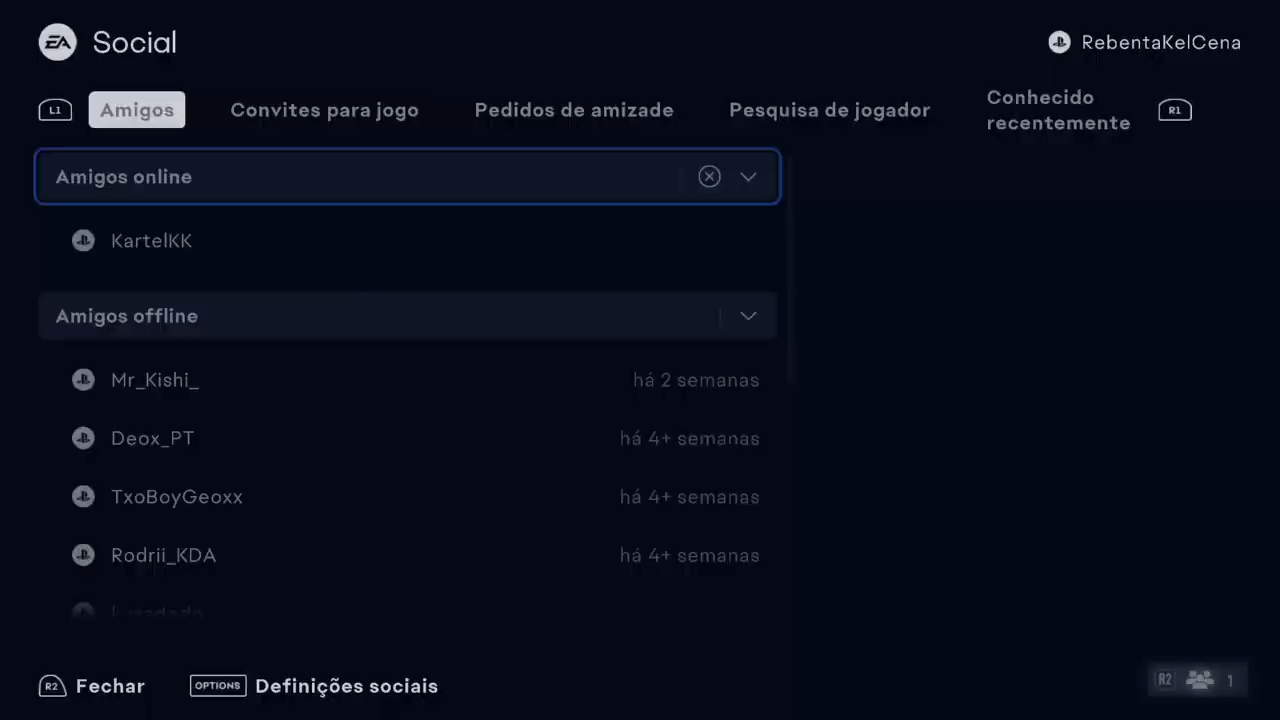 EA Social
RebentaKelCena
L1 Amigos Convites para jogo Pedidos de amizade Pesquisa de jogador Conhecido recentemente R1
Amigos online
KartelKK
Amigos offline
Mr_Kishi_ há 2 semanas
Deox_PT há 4+ semanas
TxoBoyGeoxx há 4+ semanas
Rodrii_KDA há 4+ semanas
R2 Fechar OPTIONS Definições sociais
R2 1